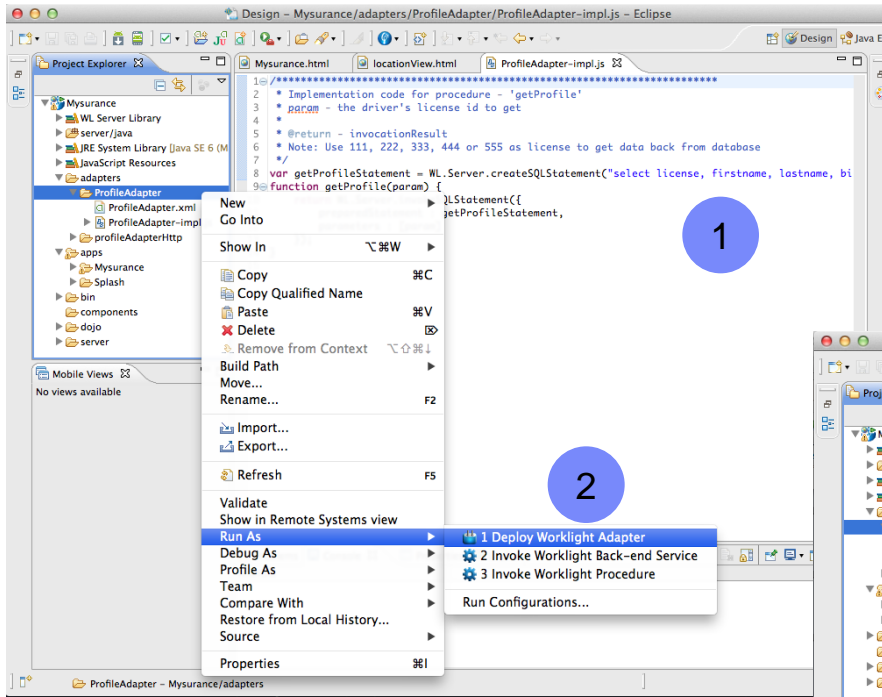 Design – Mysurance/adapters/ProfileAdapter/ProfileAdapter-impl.js – Eclipse
Design
Java E
Project Explorer
Mysurance
WL Server Library
server/java
JRE System Library [Java SE 6 (M
JavaScript Resources
adapters
ProfileAdapter
ProfileAdapter.xml
ProfileAdapter-impl
profileAdapterHttp
apps
Mysurance
Splash
bin
components
dojo
server
Mobile Views
No views available
Mysurance.html
locationView.html
ProfileAdapter-impl.js
1 /***********************************************************************
2 * Implementation code for procedure - 'getProfile'
3 * param - the driver's license id to get
4 *
5 * @return - invocationResult
6 * Note: Use 111, 222, 333, 444 or 555 as license to get data back from database
7 */
8 var getProfileStatement = WL.Server.createSQLStatement("select license, firstname, lastname, bi
9 function getProfile(param) {
QLStatement({
getProfileStatement,
1
New
Go Into
Show In ⌥⌘W
Copy ⌘C
Copy Qualified Name
Paste ⌘V
Delete ⌦
Remove from Context ⌥⇧⌘↓
Build Path
Move...
Rename... F2
Import...
Export...
Refresh F5
Validate
Show in Remote Systems view
Run As
Debug As
Profile As
Team
Compare With
Restore from Local History...
Source
Properties ⌘I
2
1 Deploy Worklight Adapter
2 Invoke Worklight Back-end Service
3 Invoke Worklight Procedure
Run Configurations...
Proj
M
ProfileAdapter – Mysurance/adapters